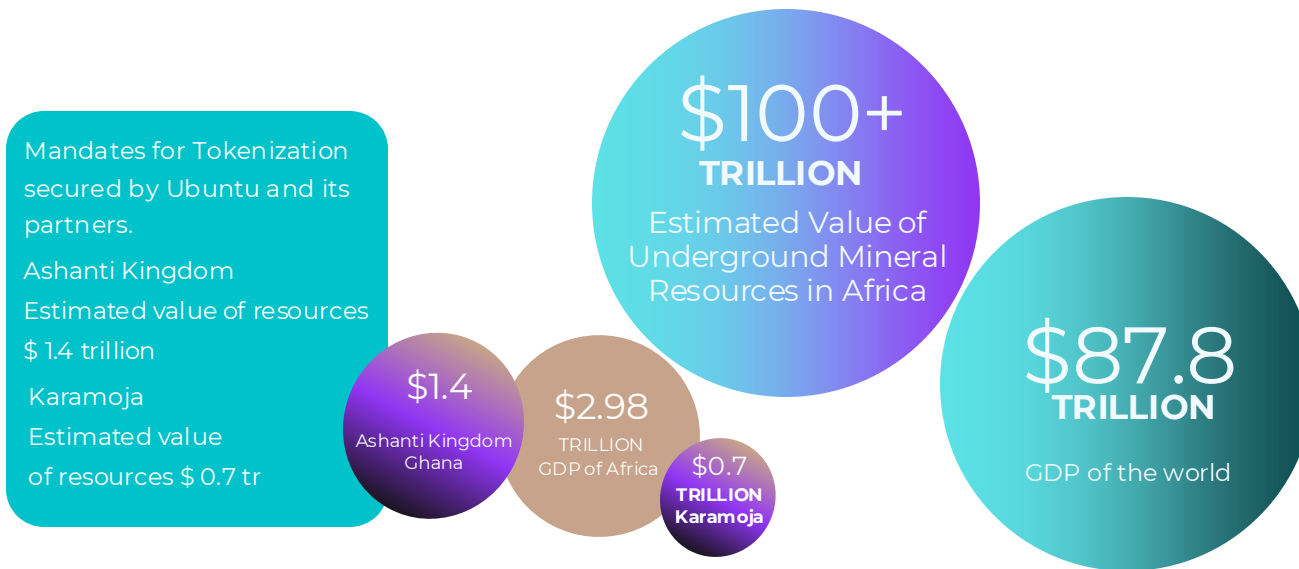 Mandates for Tokenization
secured by Ubuntu and its
partners.
Ashanti Kingdom
Estimated value of resources
$ 1.4 trillion
Karamoja
Estimated value
of resources $ 0.7 tr
$1.4
Ashanti Kingdom
Ghana
$2.98
TRILLION
GDP of Africa
$0.7
TRILLION
Karamoja
$100+
TRILLION
Estimated Value of
Underground Mineral
Resources in Africa
$87.8
TRILLION
GDP of the world